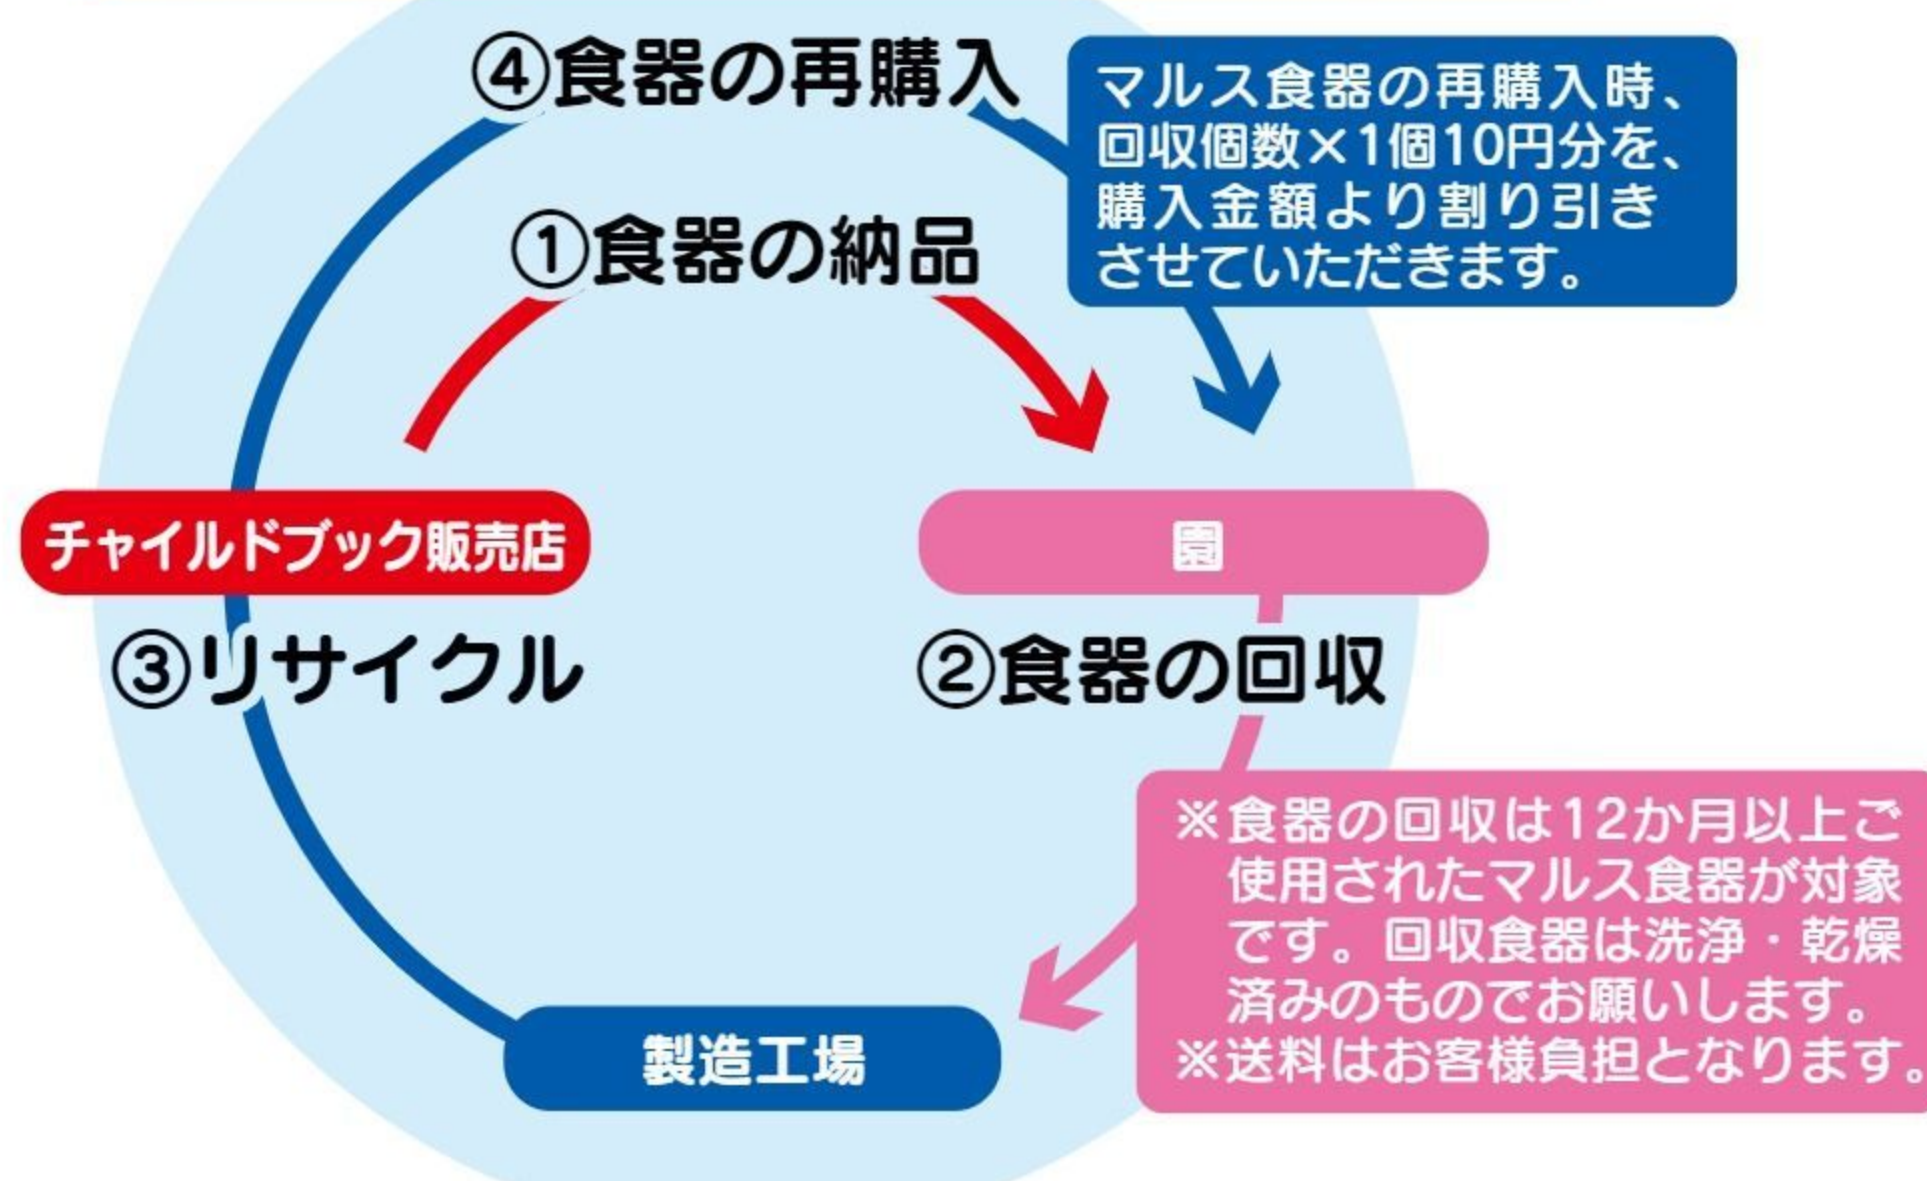 ④食器の再購入
マルス食器の再購入時、
回収個数×1個10円分を、
購入金額より割り引き
させていただきます。
①食器の納品
チャイルドブック販売店
園
③リサイクル
②食器の回収
※食器の回収は12か月以上ご
使用されたマルス食器が対象
です。回収食器は洗浄・乾燥
済みのものでお願いします。
※送料はお客様負担となります。
製造工場